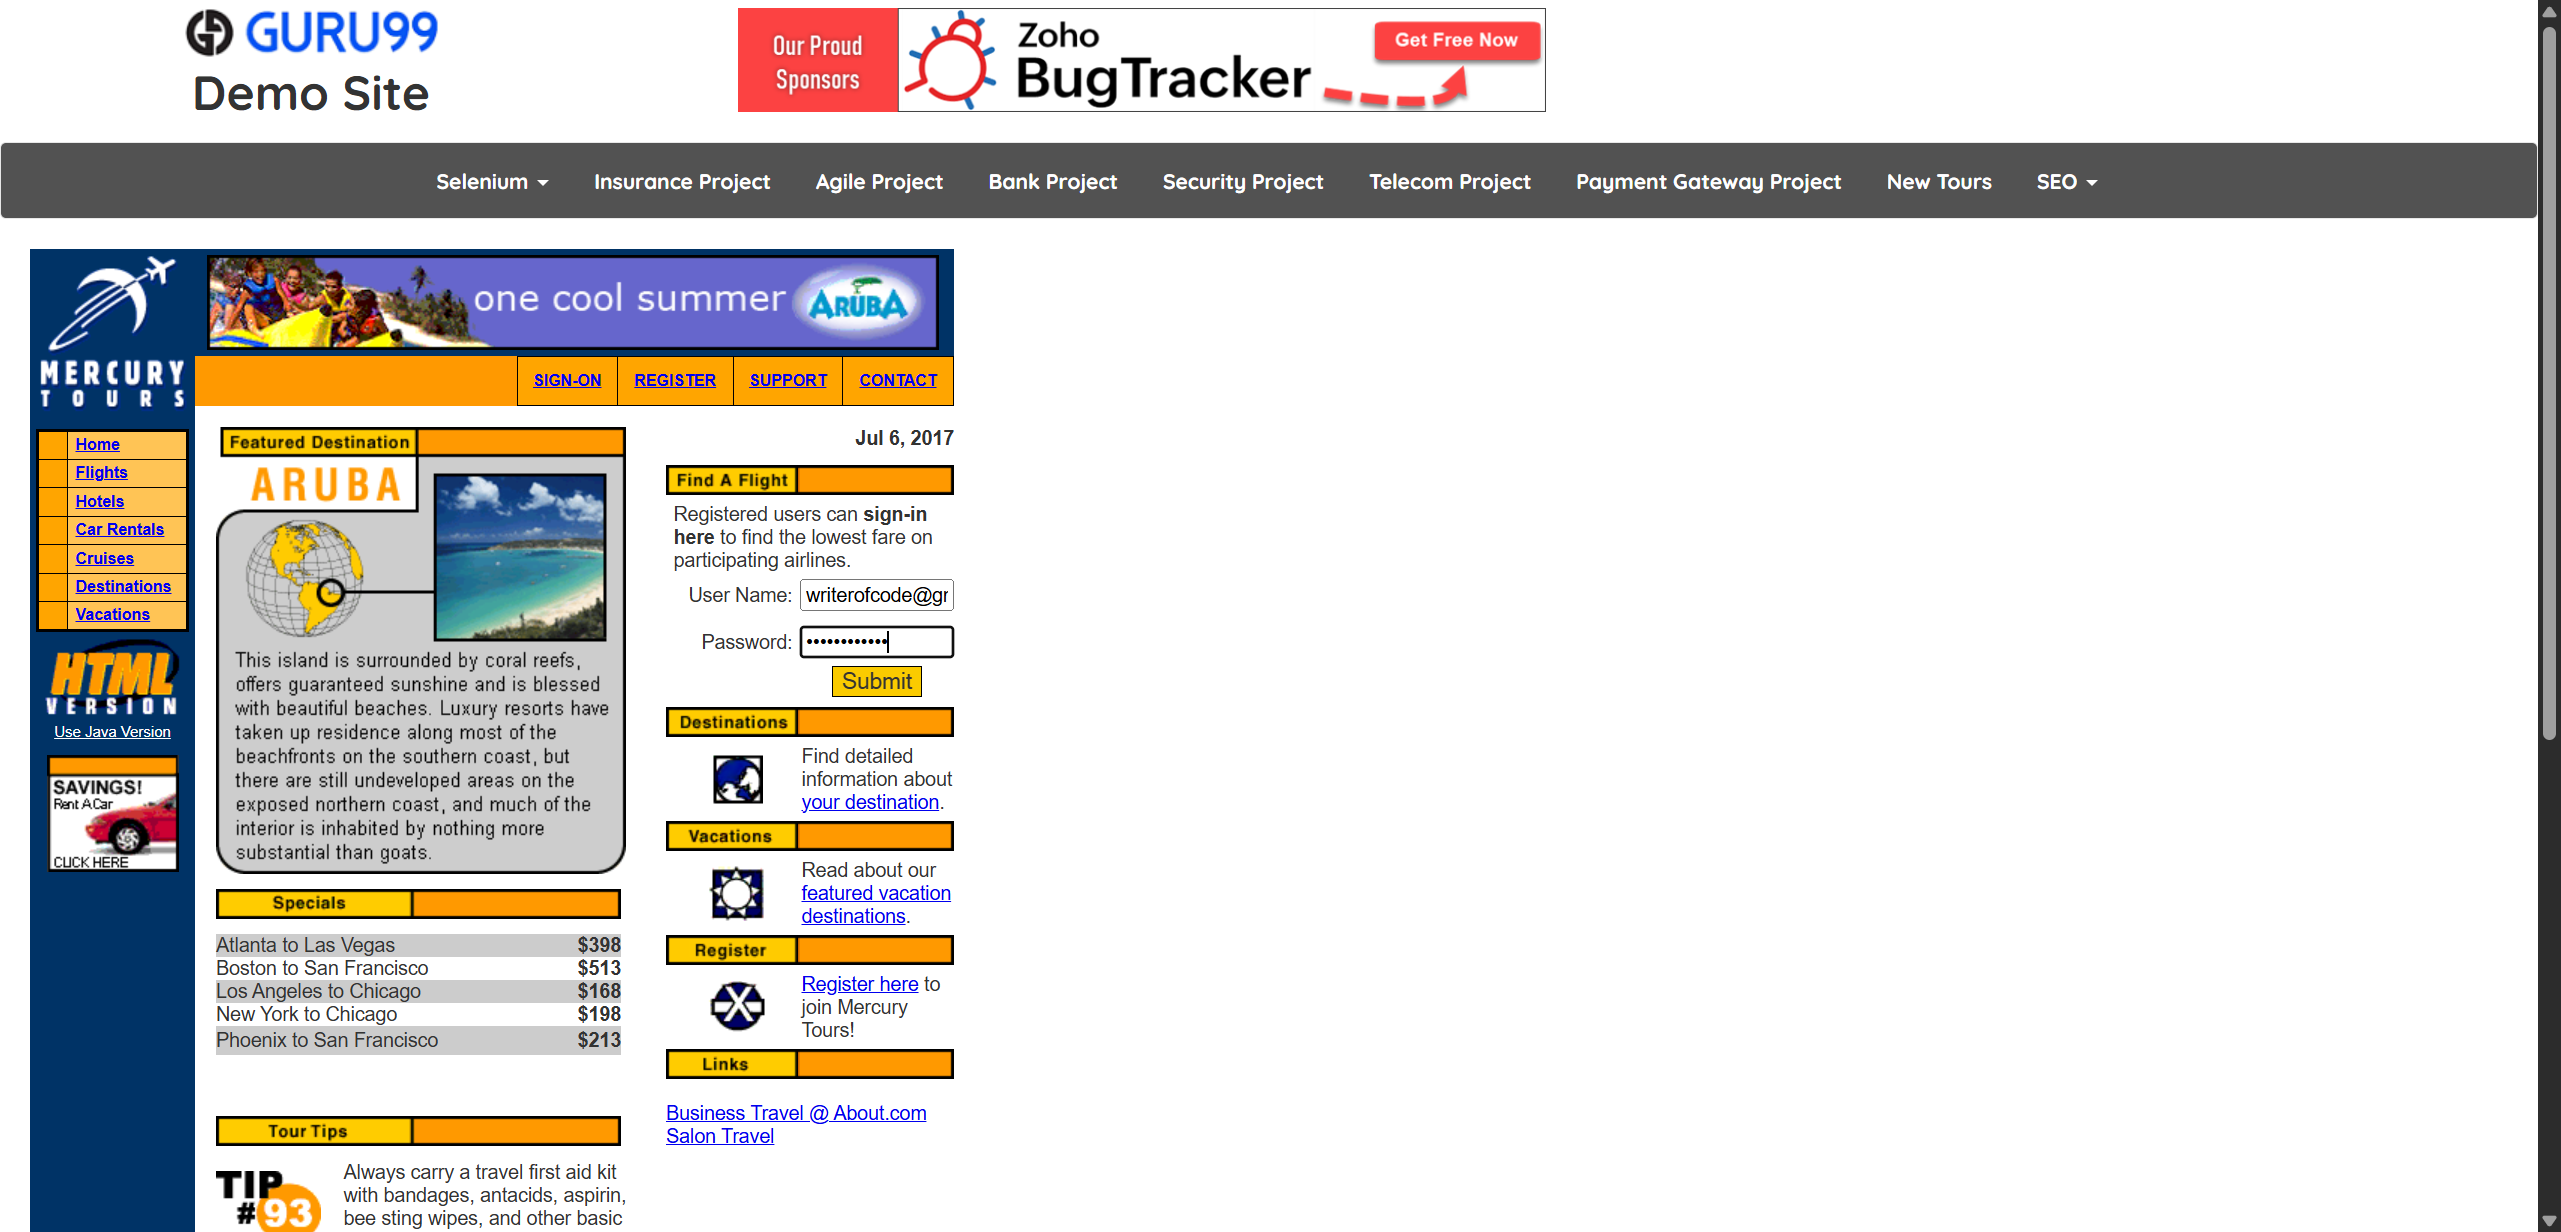 GURU99
Demo Site
Our Proud
Sponsors
Zoho
BugTracker
Get Free Now
Selenium
Insurance Project
Agile Project
Bank Project
Security Project
Telecom Project
Payment Gateway Project
New Tours
SEO
MERCURY
TOURS
one cool summer
ARUBA
SIGN-ON
REGISTER
SUPPORT
CONTACT
Home
Flights
Hotels
Car Rentals
Cruises
Destinations
Vacations
HTML
VERSION
Use Java Version
SAVINGS!
Rent A Car
CLICK HERE
Featured Destination
ARUBA
This island is surrounded by coral reefs,
offers guaranteed sunshine and is blessed
with beautiful beaches. Luxury resorts have
taken up residence along most of the
beachfronts on the southern coast, but
there are still undeveloped areas on the
exposed northern coast, and much of the
interior is inhabited by nothing more
substantial than goats.
Specials
Atlanta to Las Vegas $398
Boston to San Francisco $513
Los Angeles to Chicago $168
New York to Chicago $198
Phoenix to San Francisco $213
Tour Tips
TIP
#93
Always carry a travel first aid kit
with bandages, antacids, aspirin,
bee sting wipes, and other basic
Jul 6, 2017
Find A Flight
Registered users can sign-in
here to find the lowest fare on
participating airlines.
User Name: writerofcode@gr
Password: ••••••••••••
Submit
Destinations
Find detailed
information about
your destination.
Vacations
Read about our
featured vacation
destinations.
Register
Register here to
join Mercury
Tours!
Links
Business Travel @ About.com
Salon Travel